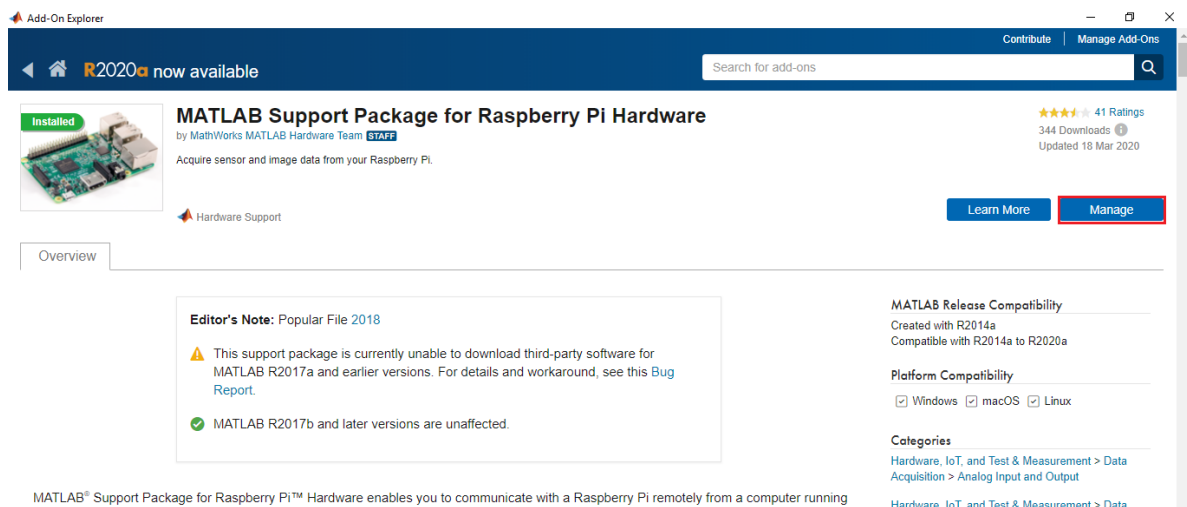 Add-On Explorer
Contribute Manage Add-Ons
R2020a now available
Search for add-ons
Installed
MATLAB Support Package for Raspberry Pi Hardware
by MathWorks MATLAB Hardware Team STAFF
Acquire sensor and image data from your Raspberry Pi.
Hardware Support
41 Ratings
344 Downloads
Updated 18 Mar 2020
Learn More
Manage
Overview
Editor's Note: Popular File 2018
This support package is currently unable to download third-party software for
MATLAB R2017a and earlier versions. For details and workaround, see this Bug
Report.
MATLAB R2017b and later versions are unaffected.
MATLAB® Support Package for Raspberry Pi™ Hardware enables you to communicate with a Raspberry Pi remotely from a computer running
MATLAB Release Compatibility
Created with R2014a
Compatible with R2014a to R2020a
Platform Compatibility
Windows macOS Linux
Categories
Hardware, IoT, and Test & Measurement > Data
Acquisition > Analog Input and Output
Hardware, IoT, and Test & Measurement > Data